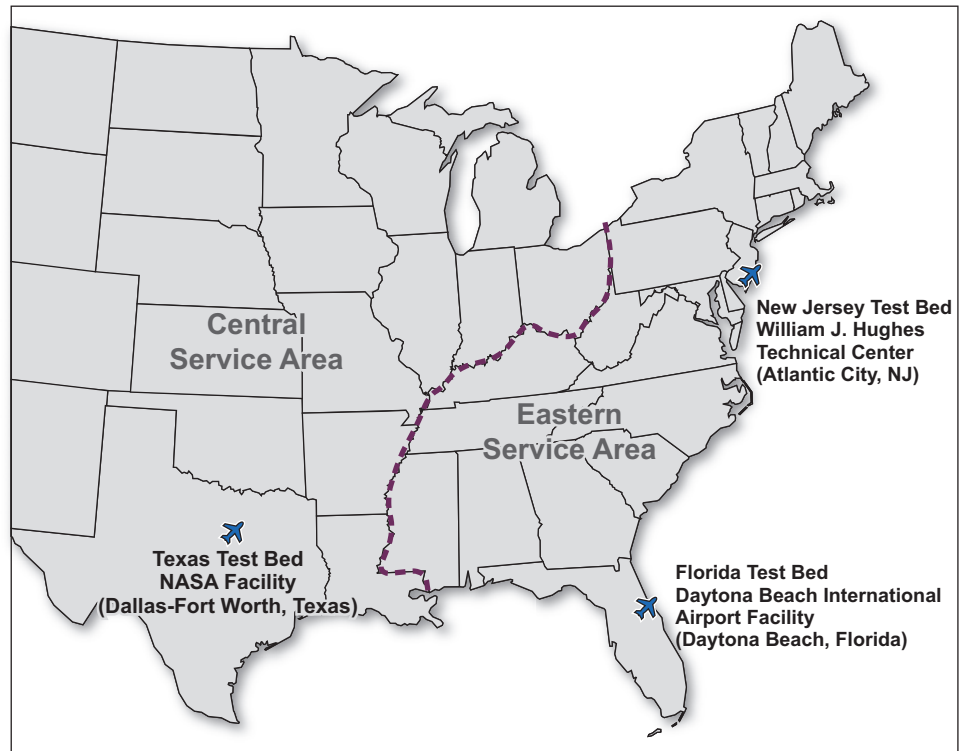 Central
Service Area
New Jersey Test Bed
William J. Hughes
Technical Center
(Atlantic City, NJ)
Eastern
Service Area
Texas Test Bed
NASA Facility
(Dallas-Fort Worth, Texas)
Florida Test Bed
Daytona Beach International
Airport Facility
(Daytona Beach, Florida)